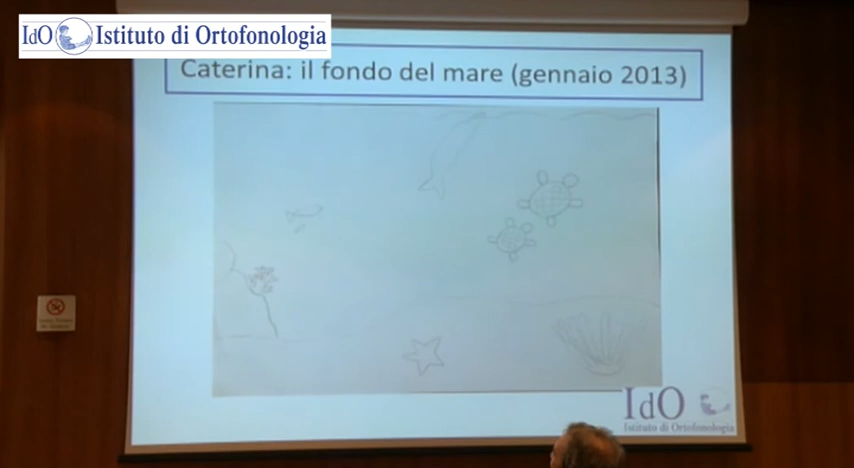 IdO Istituto di Ortofonologia
Caterina: il fondo del mare (gennaio 2013)
IdO
Istituto di Ortofonologia